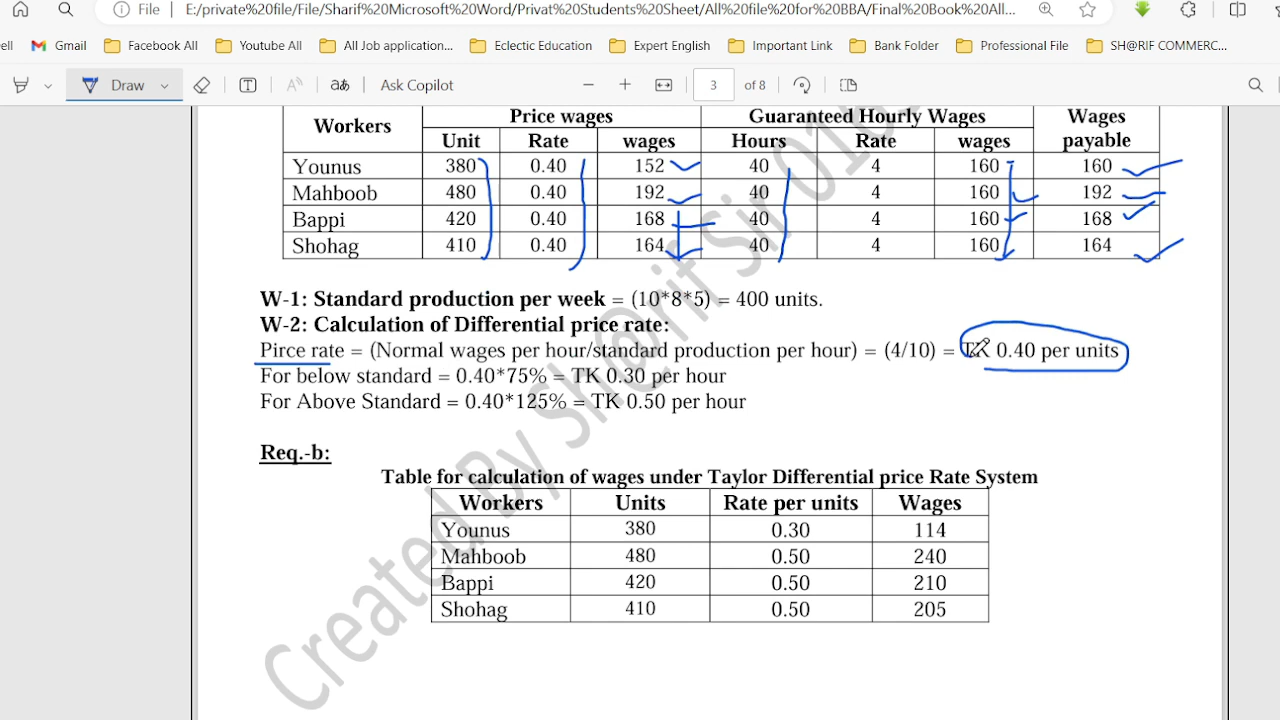 File E:/private%20file/File/Sharif%20Microsoft%20Word/Privat%20Students%20Sheet/All%20file%20for%20BBA/Final%20Book%20All...
ell Gmail Facebook All Youtube All All Job application... Eclectic Education Expert English Important Link Bank Folder Professional File SH@RIF COMMERC...
Draw Ask Copilot 3 of 8
Workers Price wages Guaranteed Hourly Wages Wages payable
Unit Rate wages Hours Rate wages
Younus 380 0.40 152 40 4 160 160
Mahboob 480 0.40 192 40 4 160 192
Bappi 420 0.40 168 40 4 160 168
Shohag 410 0.40 164 40 4 160 164
W-1: Standard production per week = (10*8*5) = 400 units.
W-2: Calculation of Differential price rate:
Pirce rate = (Normal wages per hour/standard production per hour) = (4/10) = TK 0.40 per units
For below standard = 0.40*75% = TK 0.30 per hour
For Above Standard = 0.40*125% = TK 0.50 per hour
Req.-b:
Table for calculation of wages under Taylor Differential price Rate System
Workers Units Rate per units Wages
Younus 380 0.30 114
Mahboob 480 0.50 240
Bappi 420 0.50 210
Shohag 410 0.50 205
Created By Sh@rif Sir